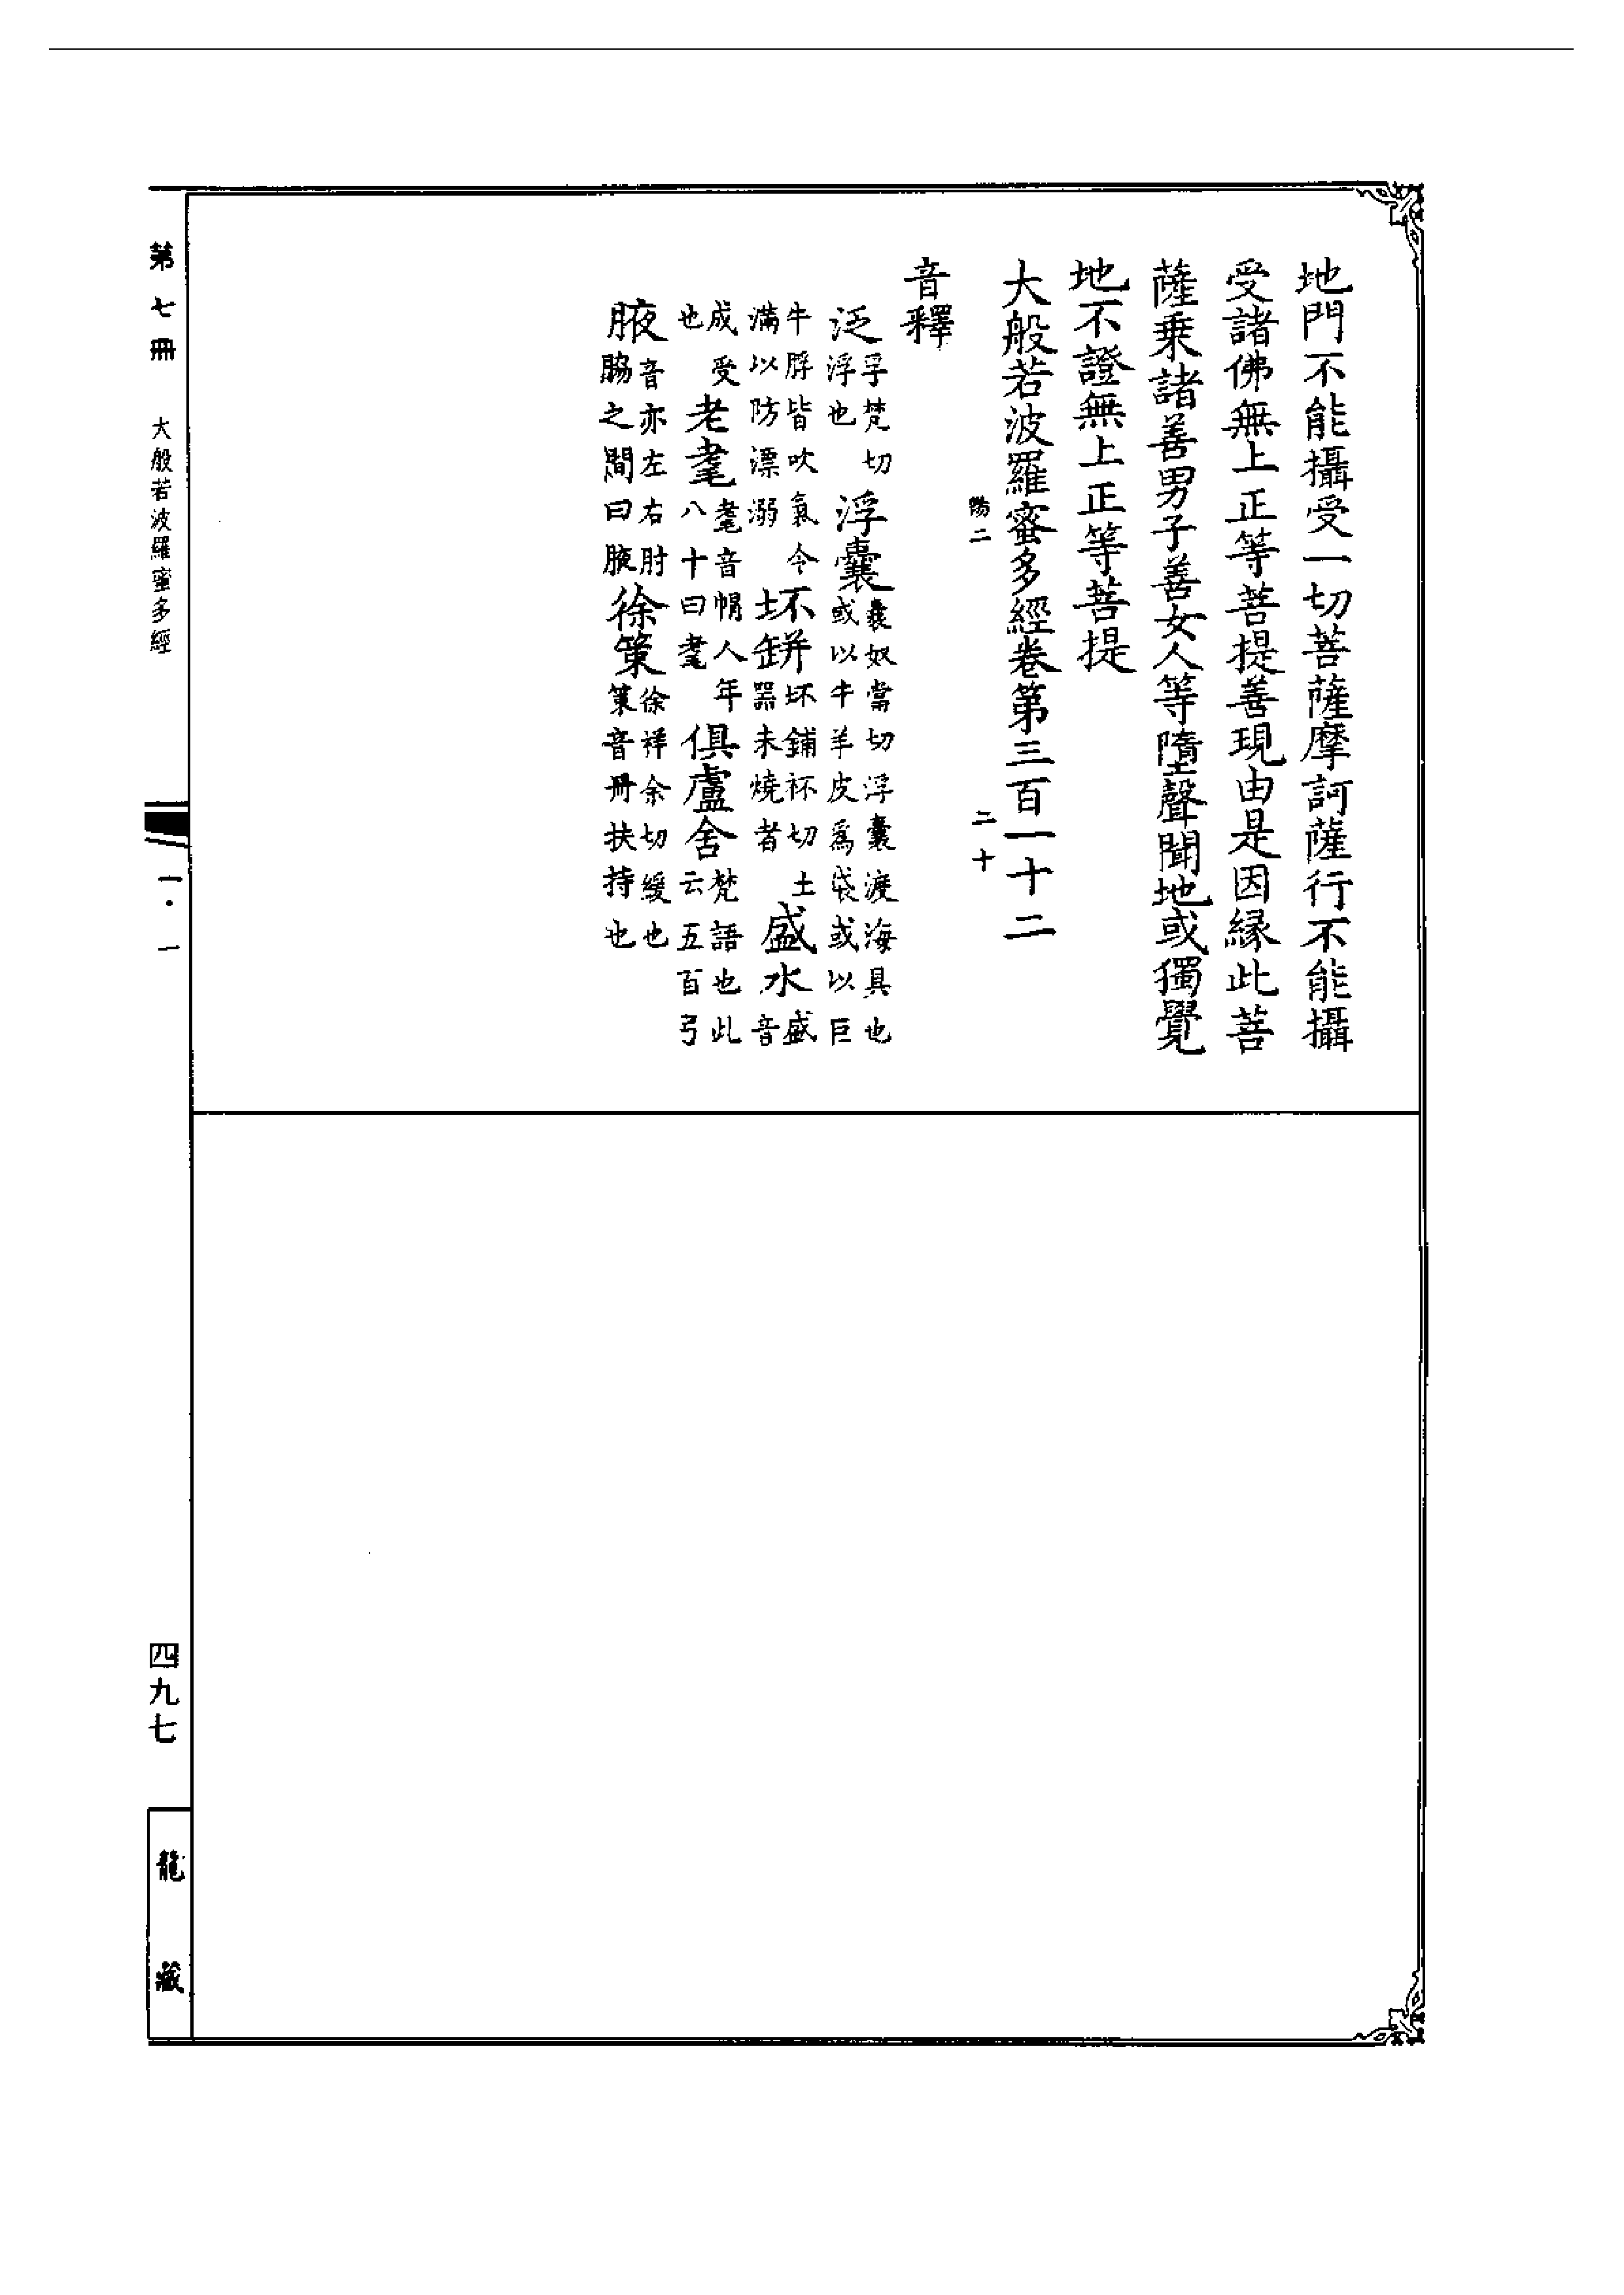 地門不能攝受一切菩薩摩訶薩行不能攝
受諸佛無上正等菩提善現由是因緣此菩
薩乗諸善男子善女人等墮聲聞地或獨覺
地不證無上正等菩提
大般若波羅蜜多經卷第三百一十二
二 二十
音釋
泛孚梵切浮也 浮囊囊奴當切浮囊渡海具也或以牛羊皮爲袋或以巨
牛脬皆吹氣令滿以防漂溺 坏缾坏鋪杯切土器未燒者 盛水盛音
成受也 老耄耄音帽人年八十曰耄 俱盧舍梵語也此云五百弓
腋音亦左右肘脇之間曰腋 徐策徐祥余切緩也策音冊扶持也
第七冊 大般若波羅蜜多經
一·一
四九七
龍藏